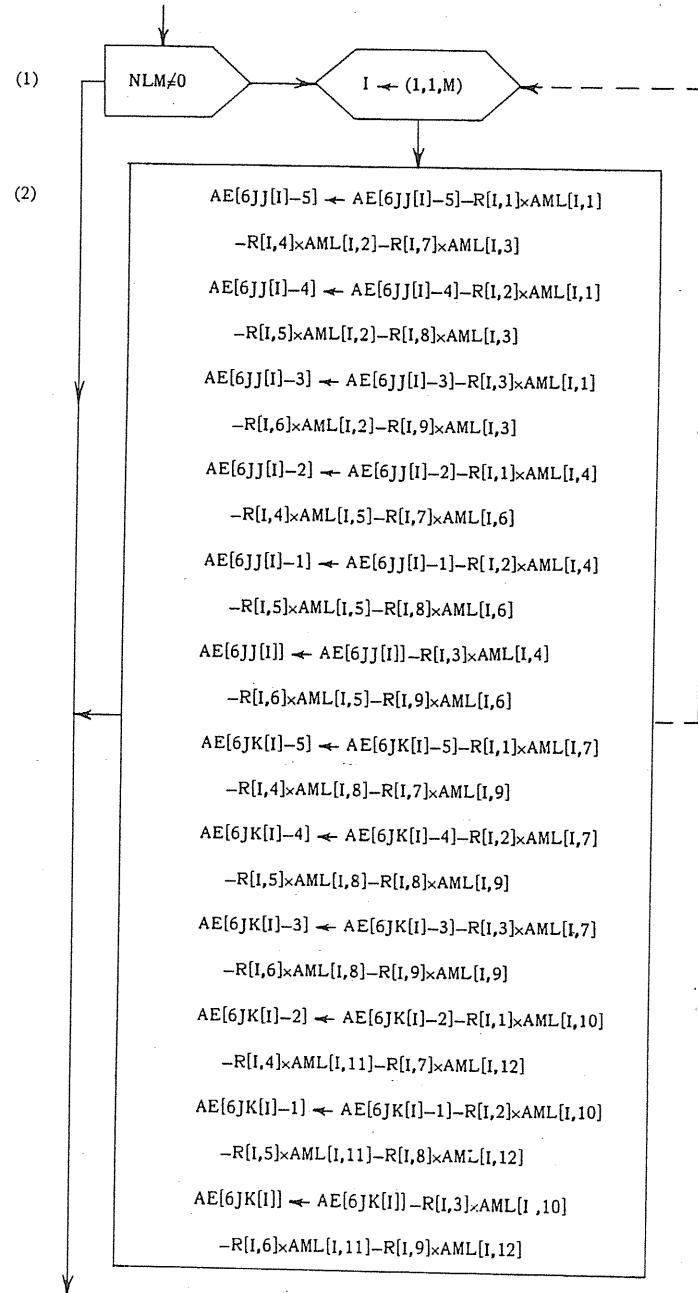 (1) NLM≠0 I ← (1,1,M)
(2)
AE[6JJ[I]–5] ← AE[6JJ[I]–5]–R[I,1]×AML[I,1]
–R[I,4]×AML[I,2]–R[I,7]×AML[I,3]
AE[6JJ[I]–4] ← AE[6JJ[I]–4]–R[I,2]×AML[I,1]
–R[I,5]×AML[I,2]–R[I,8]×AML[I,3]
AE[6JJ[I]–3] ← AE[6JJ[I]–3]–R[I,3]×AML[I,1]
–R[I,6]×AML[I,2]–R[I,9]×AML[I,3]
AE[6JJ[I]–2] ← AE[6JJ[I]–2]–R[I,1]×AML[I,4]
–R[I,4]×AML[I,5]–R[I,7]×AML[I,6]
AE[6JJ[I]–1] ← AE[6JJ[I]–1]–R[I,2]×AML[I,4]
–R[I,5]×AML[I,5]–R[I,8]×AML[I,6]
AE[6JJ[I]] ← AE[6JJ[I]]–R[I,3]×AML[I,4]
–R[I,6]×AML[I,5]–R[I,9]×AML[I,6]
AE[6JK[I]–5] ← AE[6JK[I]–5]–R[I,1]×AML[I,7]
–R[I,4]×AML[I,8]–R[I,7]×AML[I,9]
AE[6JK[I]–4] ← AE[6JK[I]–4]–R[I,2]×AML[I,7]
–R[I,5]×AML[I,8]–R[I,8]×AML[I,9]
AE[6JK[I]–3] ← AE[6JK[I]–3]–R[I,3]×AML[I,7]
–R[I,6]×AML[I,8]–R[I,9]×AML[I,9]
AE[6JK[I]–2] ← AE[6JK[I]–2]–R[I,1]×AML[I,10]
–R[I,4]×AML[I,11]–R[I,7]×AML[I,12]
AE[6JK[I]–1] ← AE[6JK[I]–1]–R[I,2]×AML[I,10]
–R[I,5]×AML[I,11]–R[I,8]×AML[I,12]
AE[6JK[I]] ← AE[6JK[I]]–R[I,3]×AML[I ,10]
–R[I,6]×AML[I,11]–R[I,9]×AML[I,12]